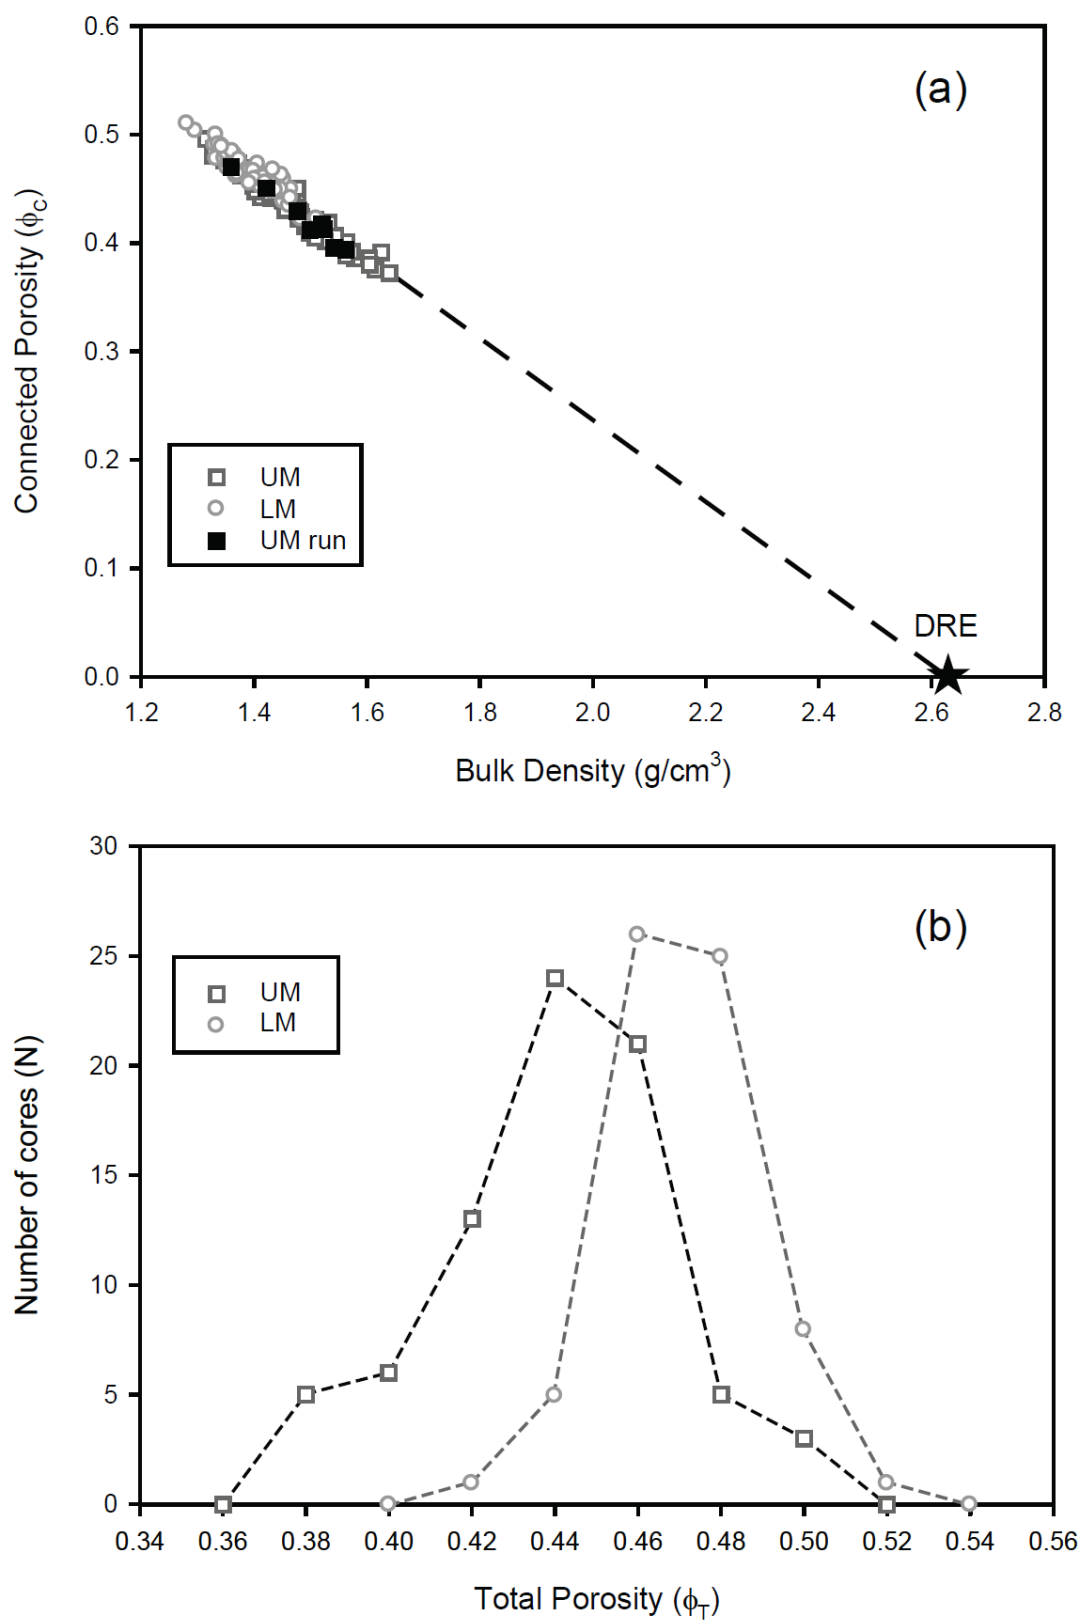 0.6
(a)
0.5
0.4
0.3
0.2
0.1
0.0
Connected Porosity (ϕC)
UM
LM
UM run
DRE
1.2 1.4 1.6 1.8 2.0 2.2 2.4 2.6 2.8
Bulk Density (g/cm³)
30
(b)
25
20
15
10
5
0
Number of cores (N)
UM
LM
0.34 0.36 0.38 0.40 0.42 0.44 0.46 0.48 0.50 0.52 0.54 0.56
Total Porosity (ϕT)